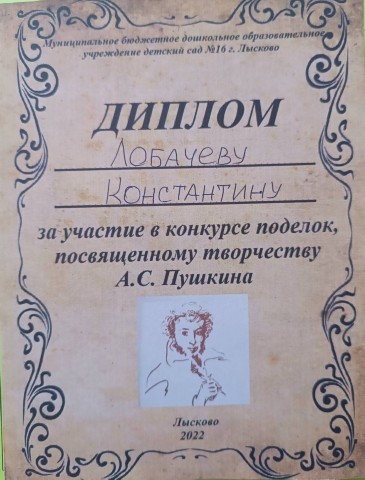 Муниципальное бюджетное дошкольное образовательное
учреждение детский сад №16 г. Лысково
ДИПЛОМ
ЛОБАЧЕВУ
КОНСТАНТИНУ
за участие в конкурсе поделок,
посвященному творчеству
А.С. Пушкина
Лысково
2022